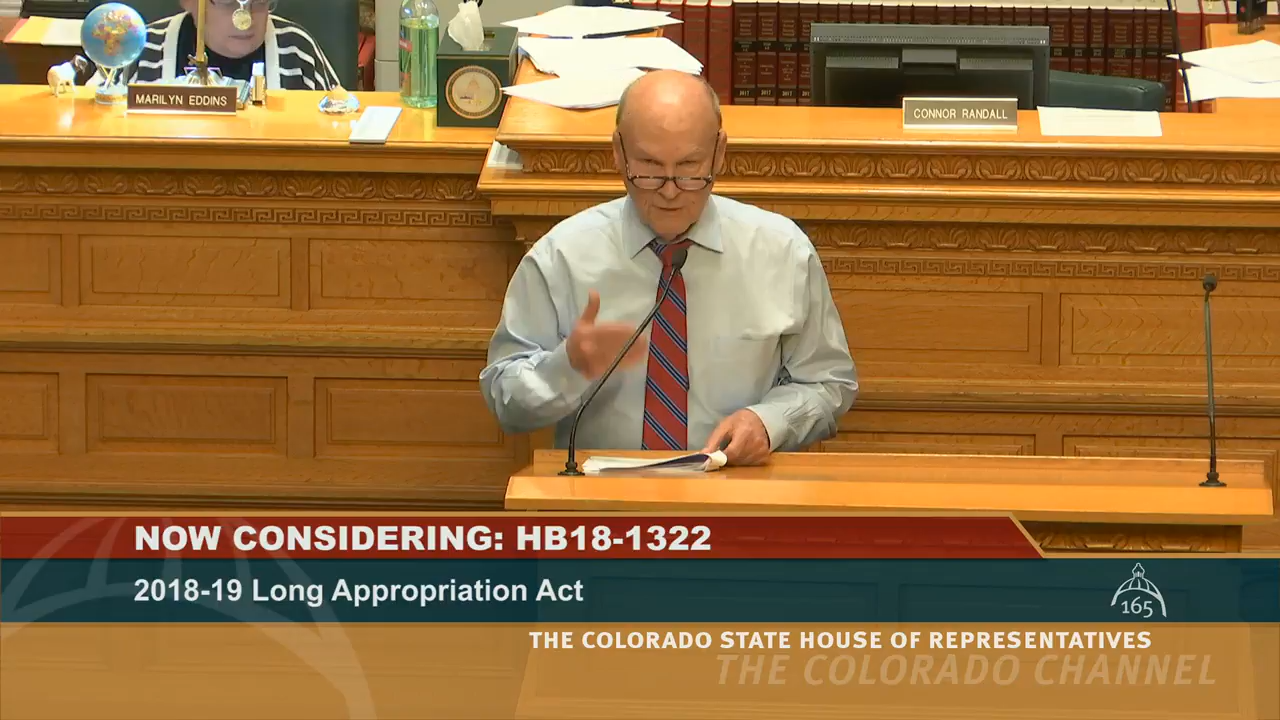 MARILYN EDDINS
CONNOR RANDALL
NOW CONSIDERING: HB18-1322
2018-19 Long Appropriation Act
165
THE COLORADO STATE HOUSE OF REPRESENTATIVES
THE COLORADO CHANNEL